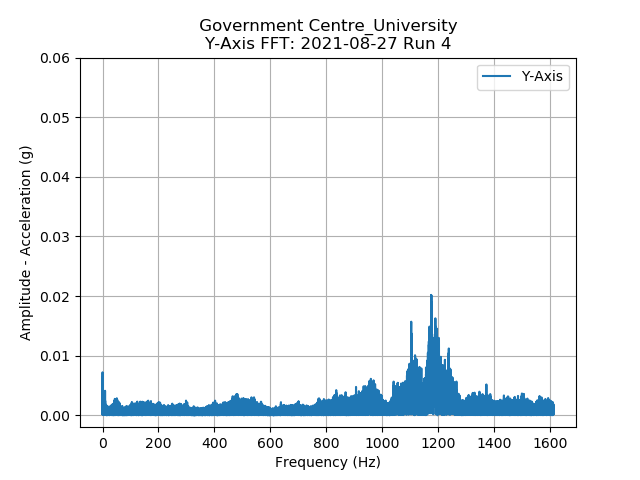 Government Centre_University
Y-Axis FFT: 2021-08-27 Run 4
Y-Axis
0.06
0.05
0.04
0.03
0.02
0.01
0.00
Amplitude - Acceleration (g)
0 200 400 600 800 1000 1200 1400 1600
Frequency (Hz)